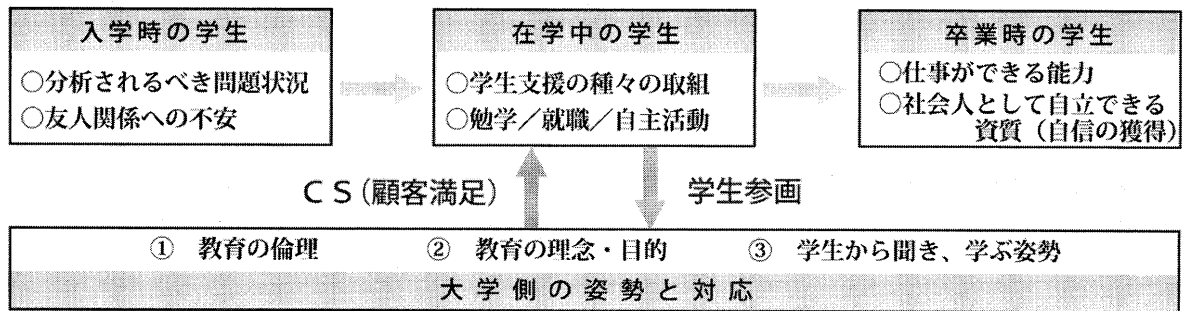 入学時の学生
○分析されるべき問題状況
○友人関係への不安
在学中の学生
○学生支援の種々の取組
○勉学／就職／自主活動
卒業時の学生
○仕事ができる能力
○社会人として自立できる
資質（自信の獲得）
ＣＳ（顧客満足）
学生参画
① 教育の倫理 ② 教育の理念・目的 ③ 学生から聞き、学ぶ姿勢
大学側の姿勢と対応